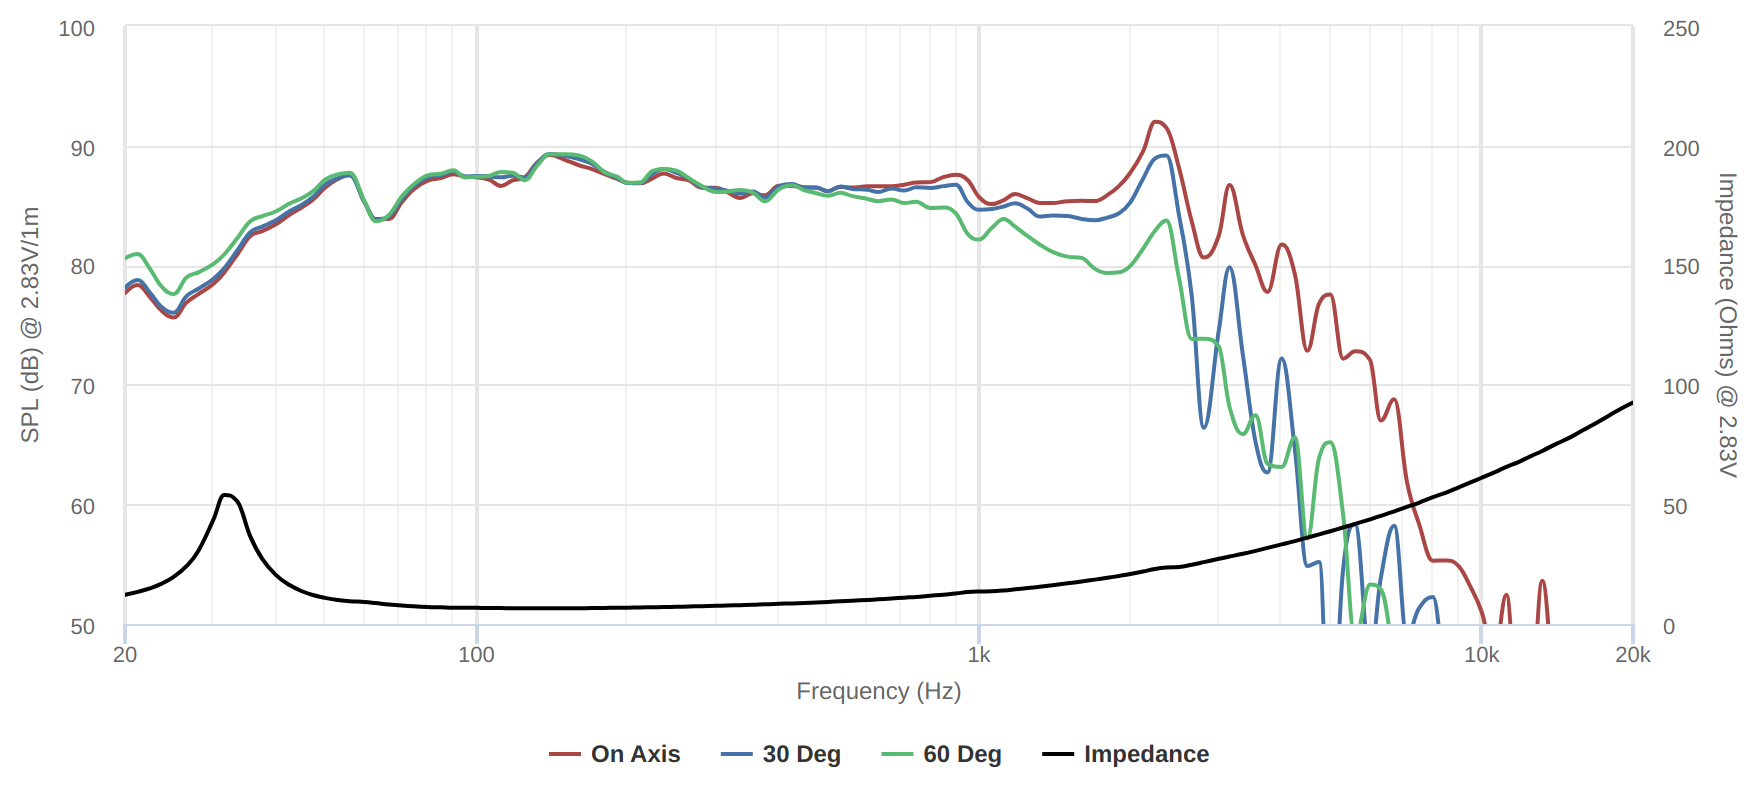 100
90
80
70
60
50
SPL (dB) @ 2.83V/1m
250
200
150
100
50
0
Impedance (Ohms) @ 2.83V
20
100
1k
10k
20k
Frequency (Hz)
On Axis
30 Deg
60 Deg
Impedance